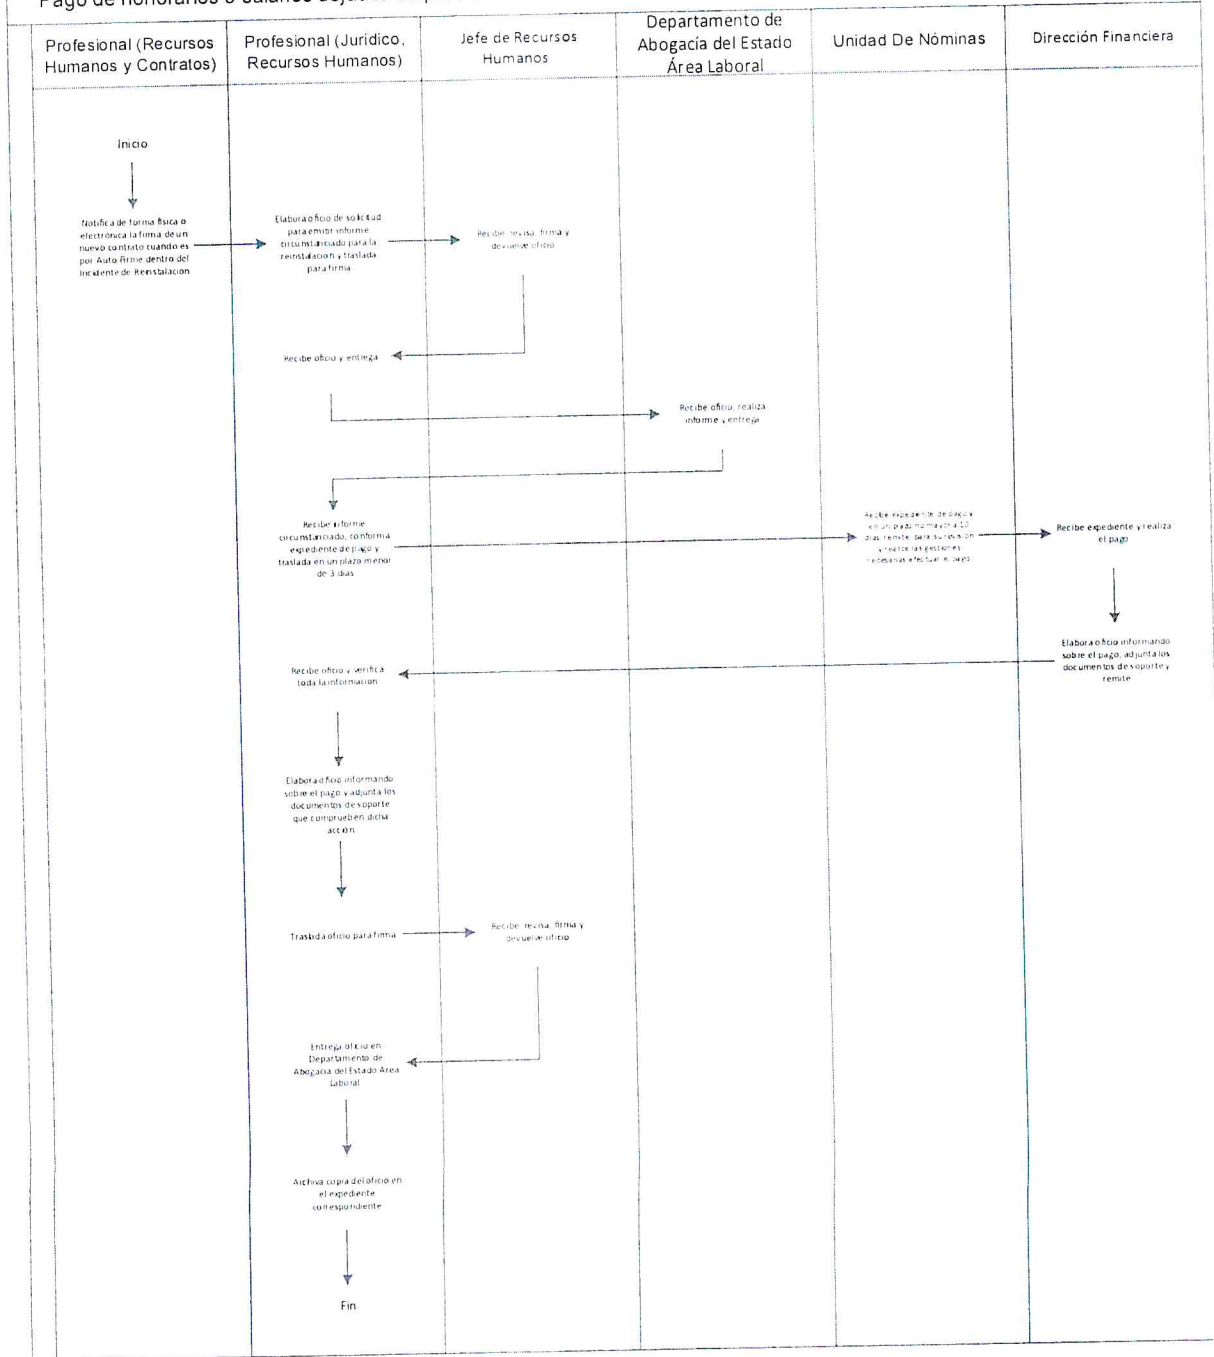 Pago de honorarios o salarios
Profesional (Recursos
Humanos y Contratos)
Profesional (Juridico,
Recursos Humanos)
Jefe de Recursos
Humanos
Departamento de
Abogacía del Estado
Área Laboral
Unidad De Nóminas
Dirección Financiera
Inicio
Notifica de forma física o
electrónica la firma de un
nuevo contrato cuando es
por Auto Firme dentro del
Incidente de Reinstalación
Elabora oficio de solicitud
para emitir informe
circunstanciado para la
reinstalación y traslada
para firma
Recibe revisa, firma y
devuelve oficio
Recibe oficio y entrega
Recibe oficio, realiza
informe y entrega
Recibe informe
circunstanciado, conforma
expediente de pago y
traslada en un plazo menor
de 3 días
Recibe expediente de pago y
en un plazo no mayor a 10
días remite para su revisión
y realice las gestiones
necesarias efectuar el pago
Recibe expediente y realiza
el pago
Elabora oficio informando
sobre el pago, adjunta los
documentos de soporte y
remite
Recibe oficio y verifica
toda la información
Elabora oficio informando
sobre el pago y adjunta los
documentos de soporte
que comprueben dicha
acción
Traslada oficio para firma
Recibe revisa, firma y
devuelve oficio
Entrega oficio en
Departamento de
Abogacía del Estado Área
Laboral
Archiva copia del oficio en
el expediente
correspondiente
Fin